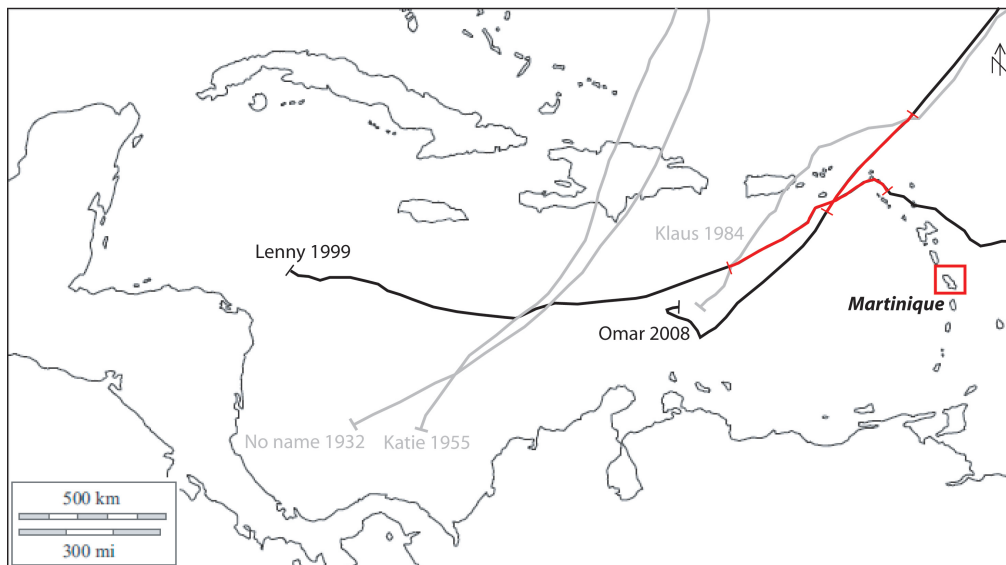 N
Klaus 1984
Lenny 1999
Martinique
Omar 2008
No name 1932
Katie 1955
500 km
300 mi